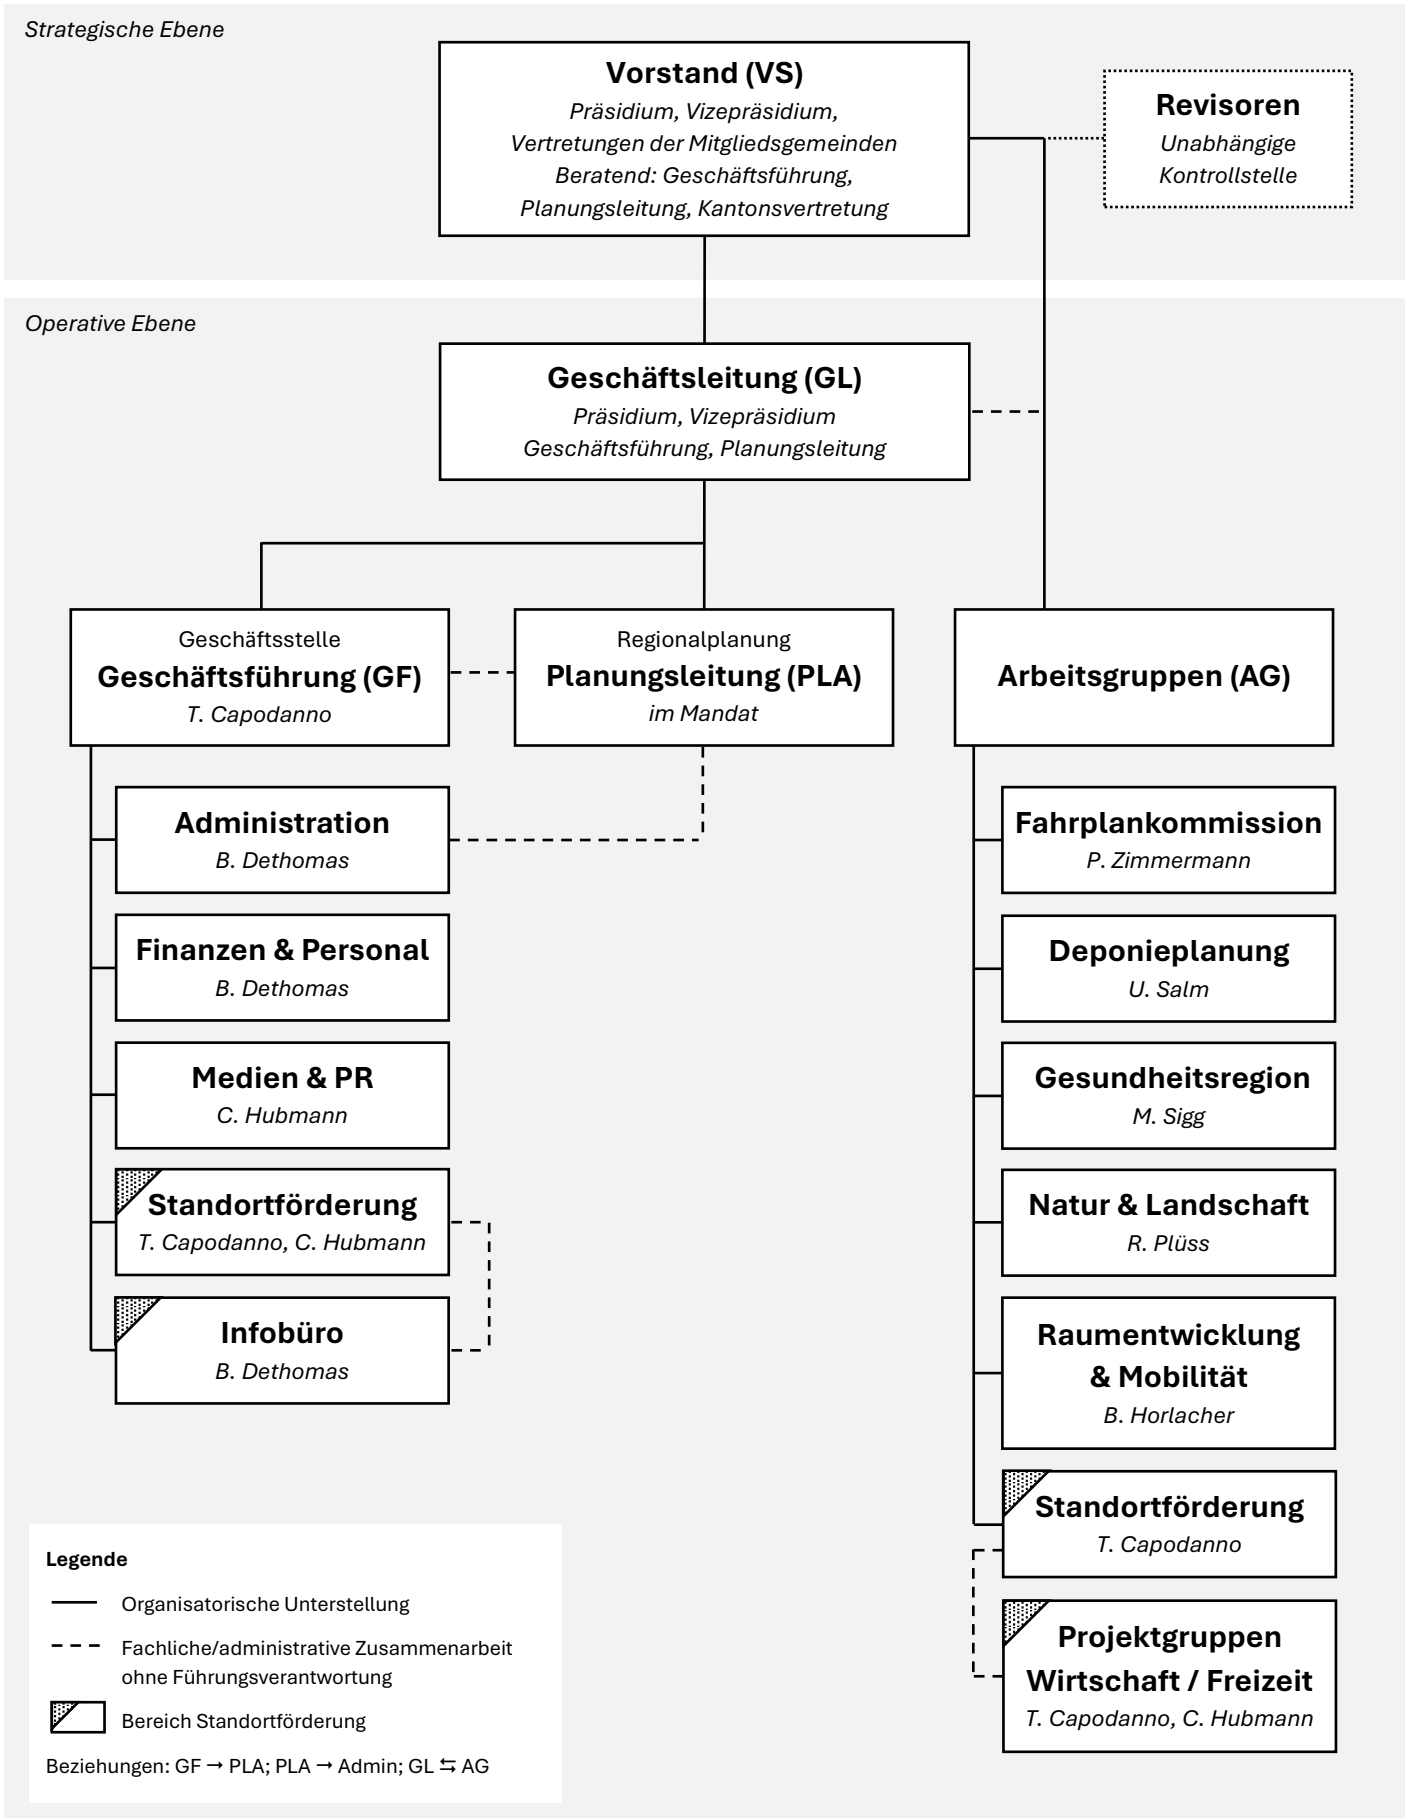 Strategische Ebene
Vorstand (VS)
Präsidium, Vizepräsidium,
Vertretungen der Mitgliedsgemeinden
Beratend: Geschäftsführung,
Planungsleitung, Kantonsvertretung
Revisoren
Unabhängige
Kontrollstelle
Operative Ebene
Geschäftsleitung (GL)
Präsidium, Vizepräsidium
Geschäftsführung, Planungsleitung
Geschäftsstelle
Geschäftsführung (GF)
T. Capodanno
Regionalplanung
Planungsleitung (PLA)
im Mandat
Arbeitsgruppen (AG)
Administration
B. Dethomas
Finanzen & Personal
B. Dethomas
Medien & PR
C. Hubmann
Standortförderung
T. Capodanno, C. Hubmann
Infobüro
B. Dethomas
Fahrplankommission
P. Zimmermann
Deponieplanung
U. Salm
Gesundheitsregion
M. Sigg
Natur & Landschaft
R. Plüss
Raumentwicklung
& Mobilität
B. Horlacher
Standortförderung
T. Capodanno
Projektgruppen
Wirtschaft / Freizeit
T. Capodanno, C. Hubmann
Legende
Organisatorische Unterstellung
Fachliche/administrative Zusammenarbeit
ohne Führungsverantwortung
Bereich Standortförderung
Beziehungen: GF → PLA; PLA → Admin; GL ⇆ AG